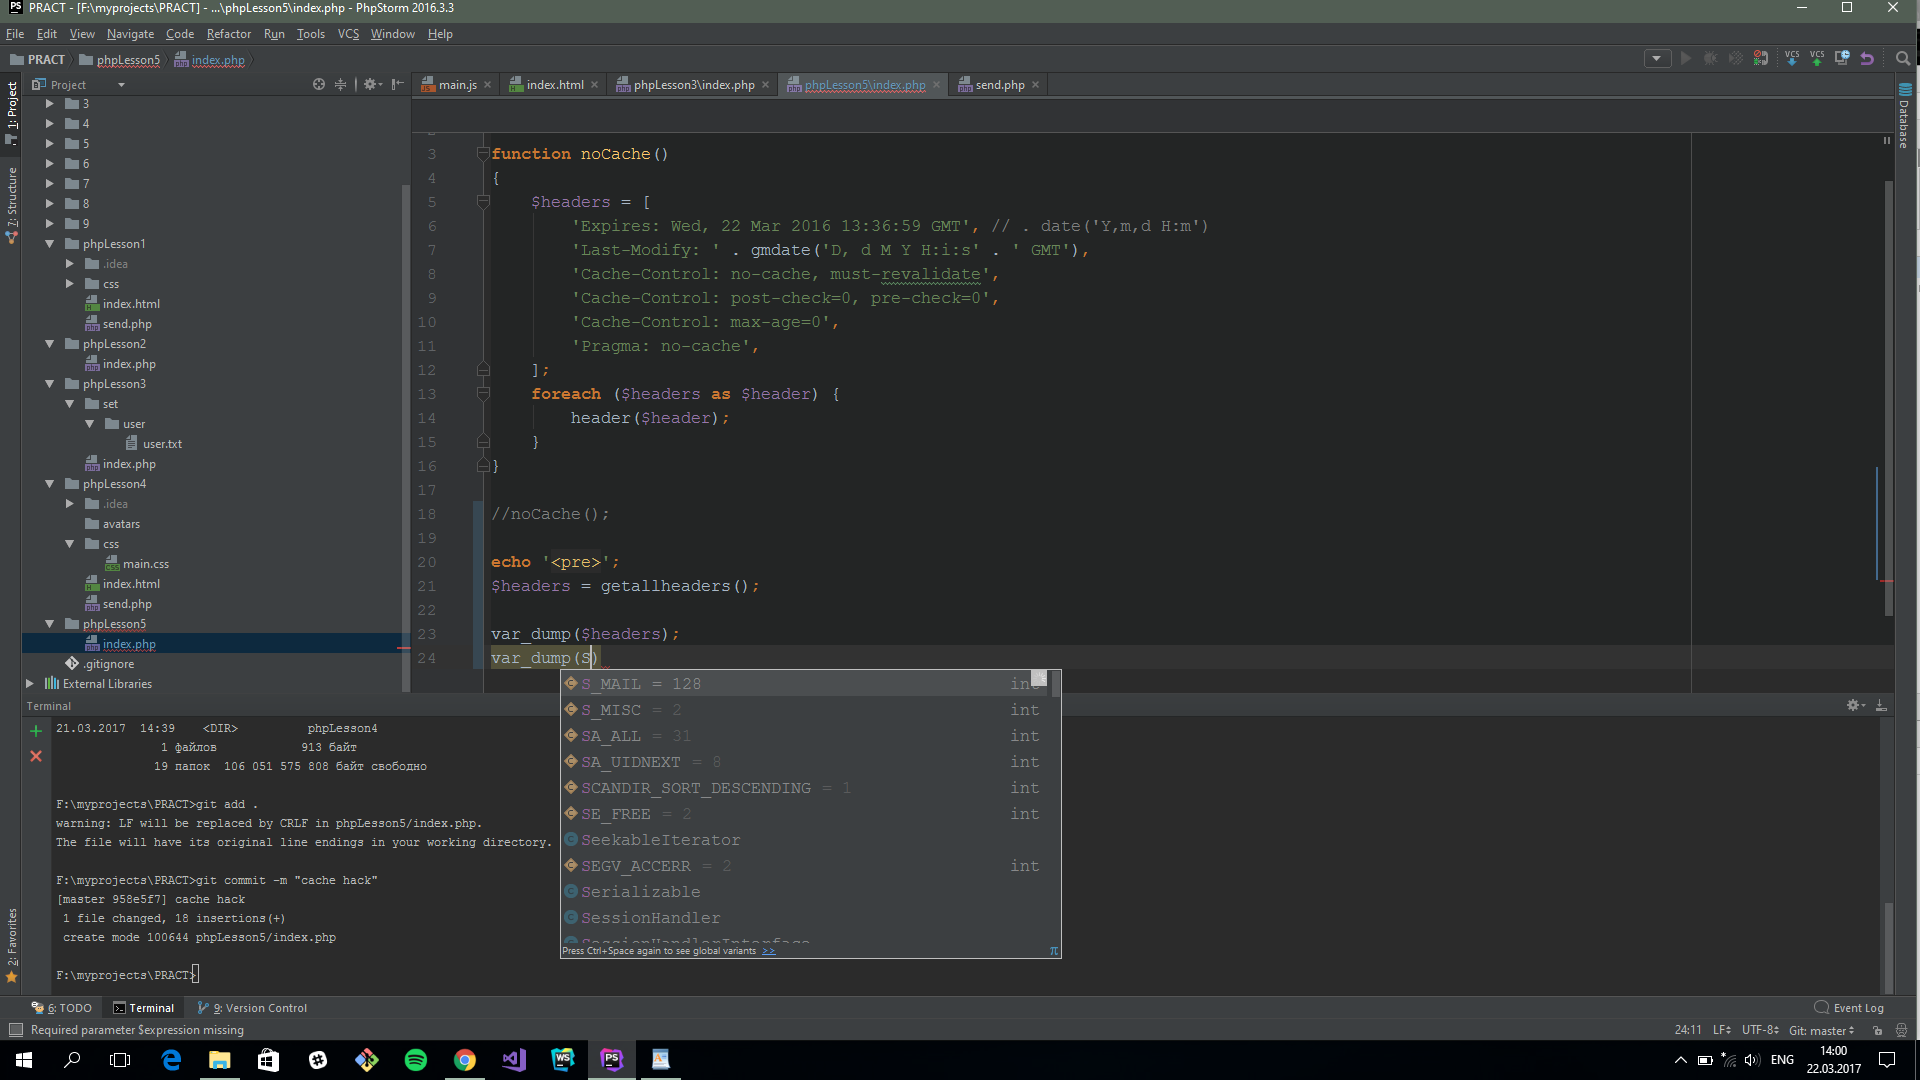 PRACT - [F:\myprojects\PRACT] - ...\phpLesson5\index.php - PhpStorm 2016.3.3
File Edit View Navigate Code Refactor Run Tools VCS Window Help
PRACT phpLesson5 index.php
VCS VCS
Project
main.js index.html phpLesson3\index.php phpLesson5\index.php send.php
1: Project
7: Structure
2: Favorites
Database
3
4
5
6
7
8
9
phpLesson1
.idea
css
index.html
send.php
phpLesson2
index.php
phpLesson3
set
user
user.txt
index.php
phpLesson4
.idea
avatars
css
main.css
index.html
send.php
phpLesson5
index.php
.gitignore
External Libraries
3 function noCache()
4 {
5 $headers = [
6 'Expires: Wed, 22 Mar 2016 13:36:59 GMT', // . date('Y,m,d H:m')
7 'Last-Modify: ' . gmdate('D, d M Y H:i:s' . ' GMT'),
8 'Cache-Control: no-cache, must-revalidate',
9 'Cache-Control: post-check=0, pre-check=0',
10 'Cache-Control: max-age=0',
11 'Pragma: no-cache',
12 ];
13 foreach ($headers as $header) {
14 header($header);
15 }
16 }
17
18 //noCache();
19
20 echo '<pre>';
21 $headers = getallheaders();
22
23 var_dump($headers);
24 var_dump(S)
S_MAIL = 128 int
S_MISC = 2 int
SA_ALL = 31 int
SA_UIDNEXT = 8 int
SCANDIR_SORT_DESCENDING = 1 int
SE_FREE = 2 int
SeekableIterator
SEGV_ACCERR = 2 int
Serializable
SessionHandler
SessionHandlerInterface
Press Ctrl+Space again to see global variants >> π
Terminal
21.03.2017 14:39 <DIR> phpLesson4
1 файлов 913 байт
19 папок 106 051 575 808 байт свободно
F:\myprojects\PRACT>git add .
warning: LF will be replaced by CRLF in phpLesson5/index.php.
The file will have its original line endings in your working directory.
F:\myprojects\PRACT>git commit -m "cache hack"
[master 958e5f7] cache hack
1 file changed, 18 insertions(+)
create mode 100644 phpLesson5/index.php
F:\myprojects\PRACT>
6: TODO Terminal 9: Version Control Event Log
Required parameter $expression missing 24:11 LF UTF-8 Git: master
ENG 14:00
22.03.2017